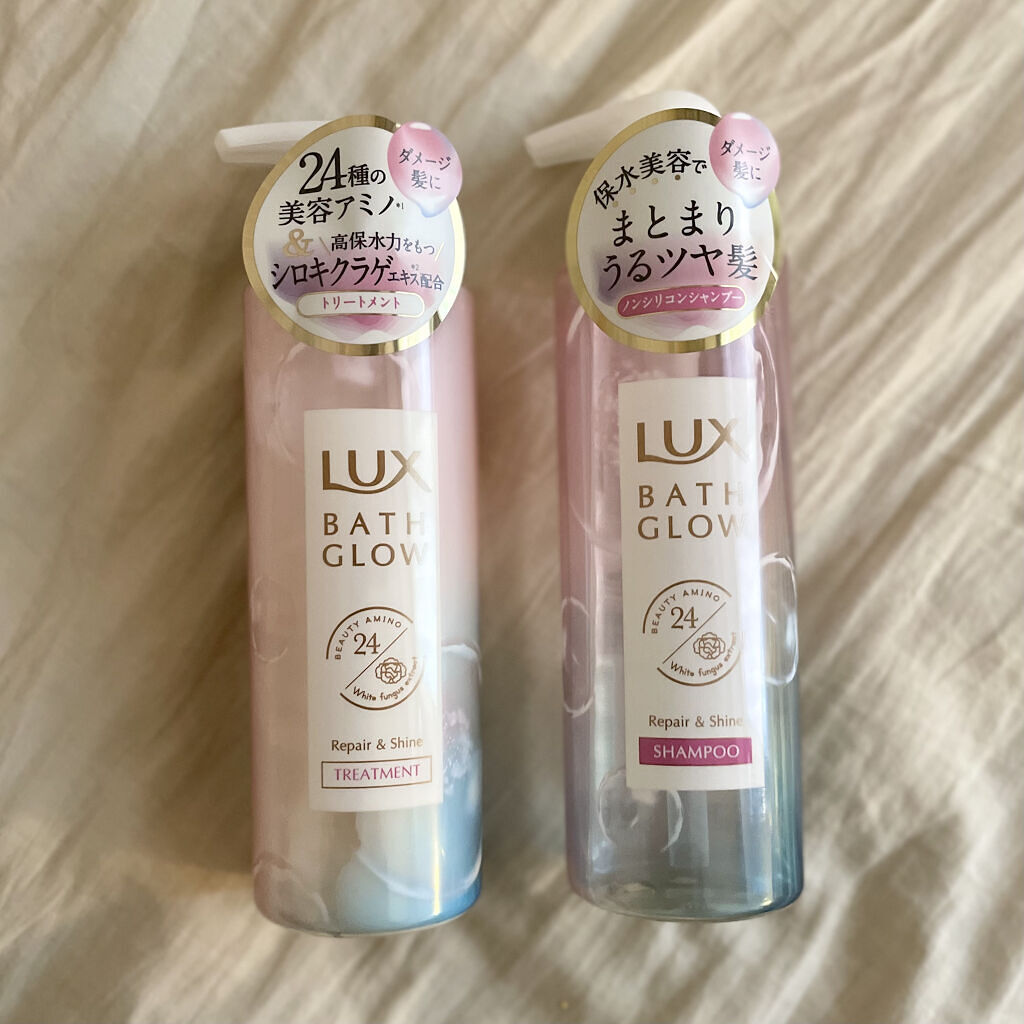 24種の
美容アミノ※1
&
高保水力をもつ
シロキクラゲエキス※2配合
トリートメント
ダメージ
髪に
LUX
BATH
GLOW
BEAUTY AMINO
24
White fungus extract
Repair & Shine
TREATMENT
保水美容で
まとまり
うるツヤ髪
ノンシリコンシャンプー
ダメージ
髪に
LUX
BATH
GLOW
BEAUTY AMINO
24
White fungus extract
Repair & Shine
SHAMPOO